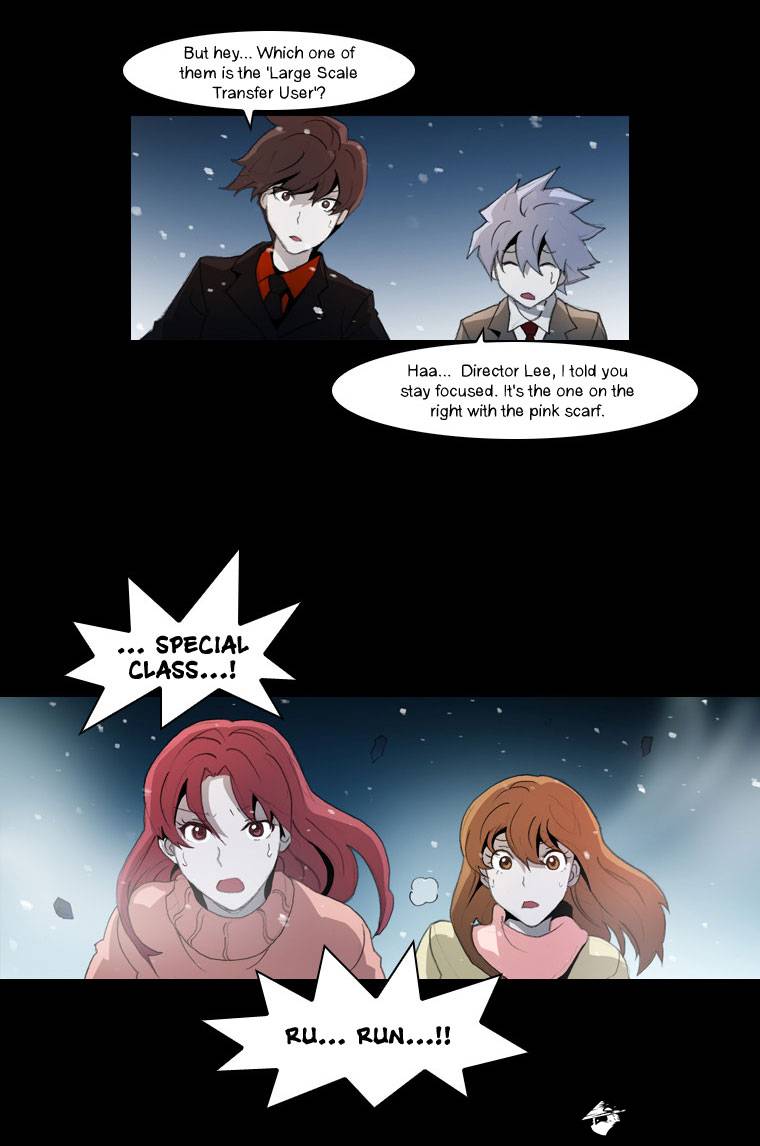 But hey... Which one of
them is the 'Large Scale
Transfer User'?
Haa... Director Lee, I told you
stay focused. It's the one on the
right with the pink scarf.
... SPECIAL
CLASS...!
RU... RUN...!!